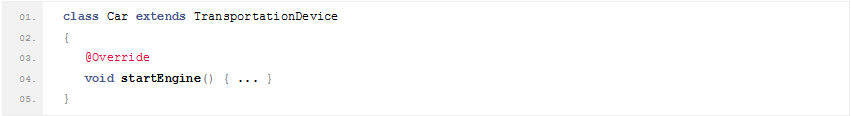 01. class Car extends TransportationDevice
02. {
03. @Override
04. void startEngine() { ... }
05. }